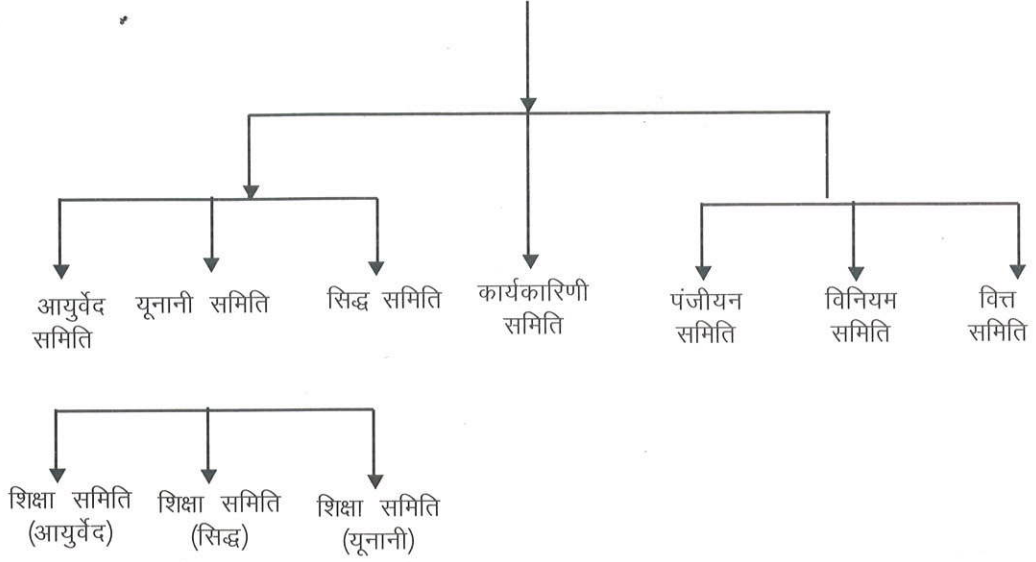 आयुर्वेद
समिति
यूनानी समिति
सिद्ध समिति
कार्यकारिणी
समिति
पंजीयन
समिति
विनियम
समिति
वित्त
समिति
शिक्षा समिति
(आयुर्वेद)
शिक्षा समिति
(सिद्ध)
शिक्षा समिति
(यूनानी)